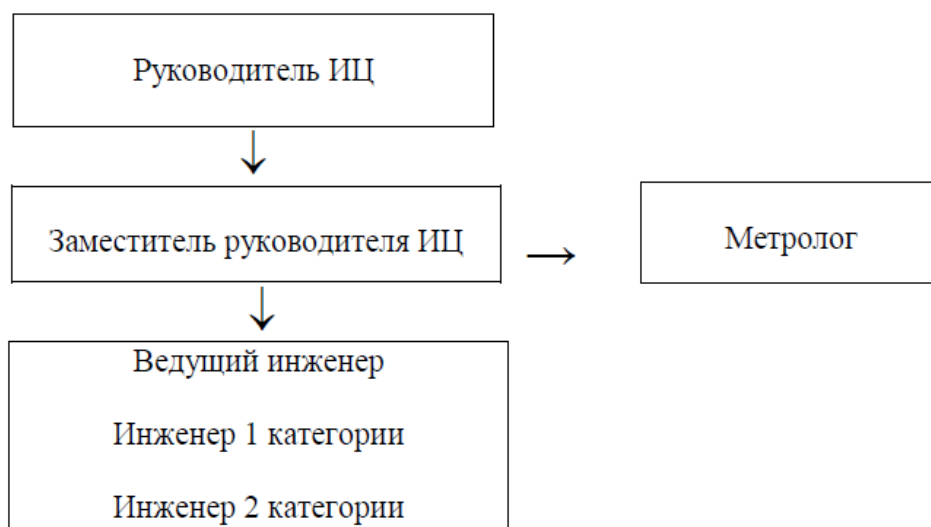 Руководитель ИЦ
Заместитель руководителя ИЦ
Метролог
Ведущий инженер
Инженер 1 категории
Инженер 2 категории